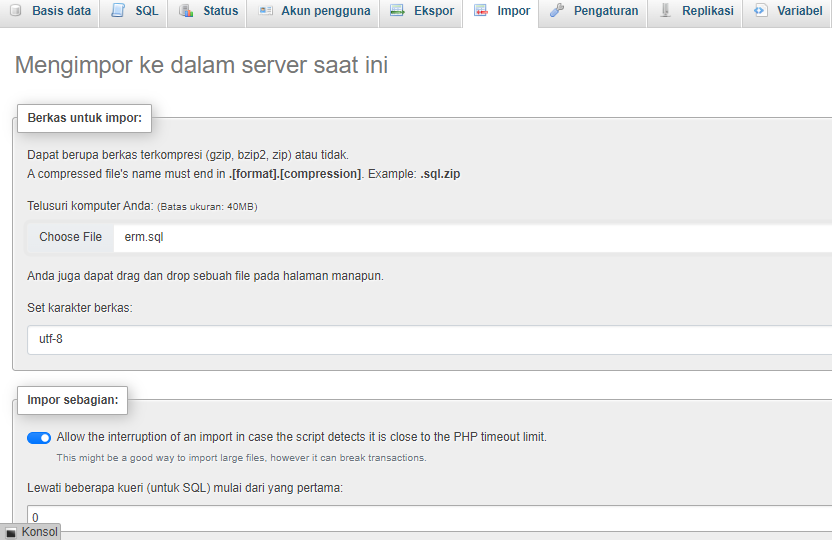 Basis data SQL Status Akun pengguna Ekspor Impor Pengaturan Replikasi Variabel
Mengimpor ke dalam server saat ini
Berkas untuk impor:
Dapat berupa berkas terkompresi (gzip, bzip2, zip) atau tidak.
A compressed file's name must end in .[format].[compression]. Example: .sql.zip
Telusuri komputer Anda: (Batas ukuran: 40MB)
Choose File erm.sql
Anda juga dapat drag dan drop sebuah file pada halaman manapun.
Set karakter berkas:
utf-8
Impor sebagian:
Allow the interruption of an import in case the script detects it is close to the PHP timeout limit.
This might be a good way to import large files, however it can break transactions.
Lewati beberapa kueri (untuk SQL) mulai dari yang pertama:
0
Konsol